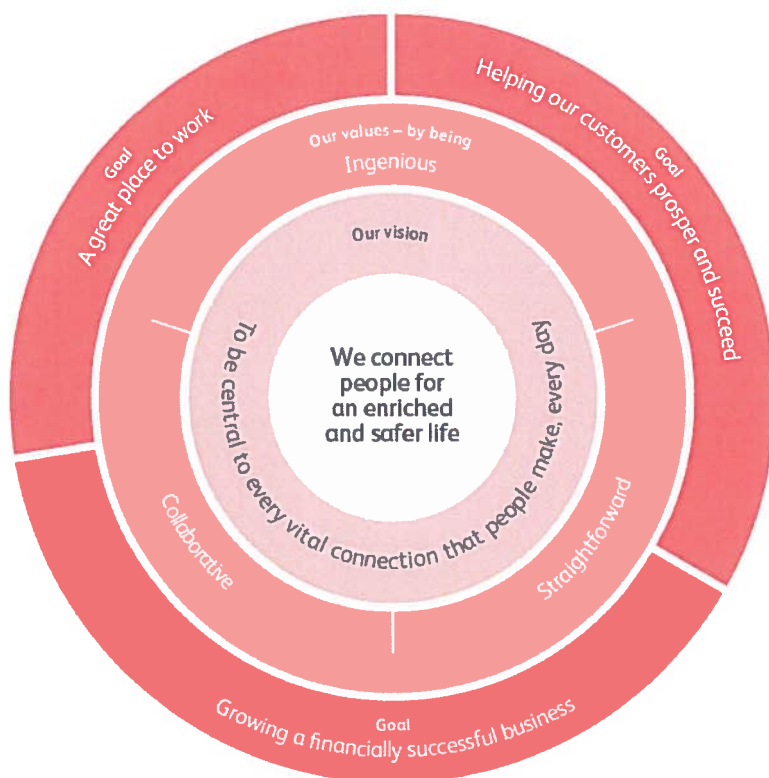 Goal
A great place to work
Goal
Helping our customers prosper and succeed
Our values – by being
Ingenious
Our vision
To be central to every vital connection that people make, every day
We connect
people for
an enriched
and safer life
Collaborative
Straightforward
Goal
Growing a financially successful business